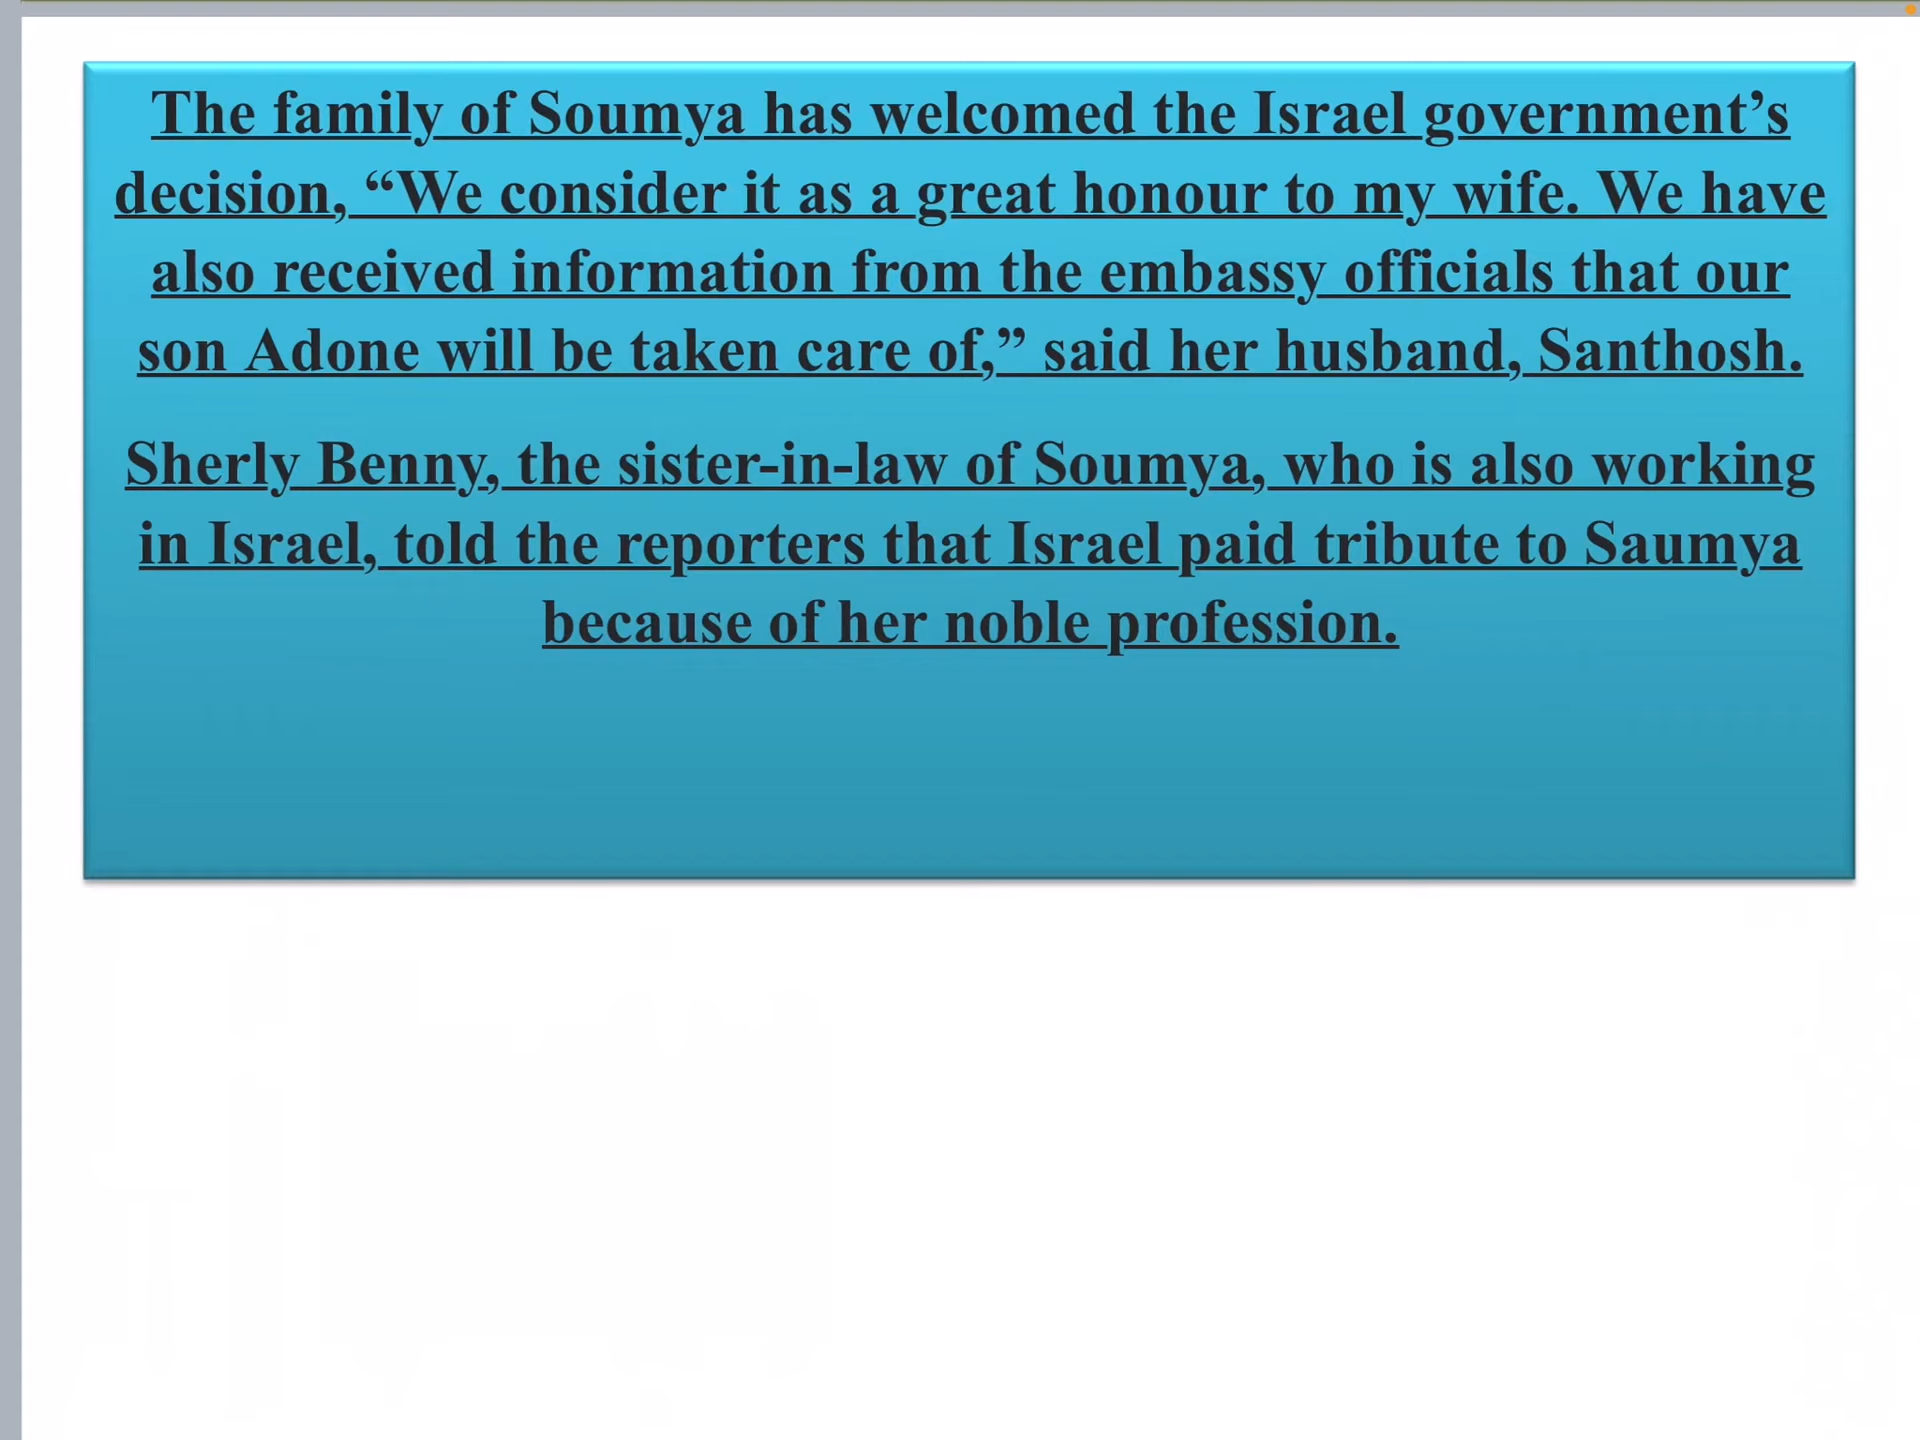 The family of Soumya has welcomed the Israel government’s
decision, “We consider it as a great honour to my wife. We have
also received information from the embassy officials that our
son Adone will be taken care of,” said her husband, Santhosh.
Sherly Benny, the sister-in-law of Soumya, who is also working
in Israel, told the reporters that Israel paid tribute to Saumya
because of her noble profession.